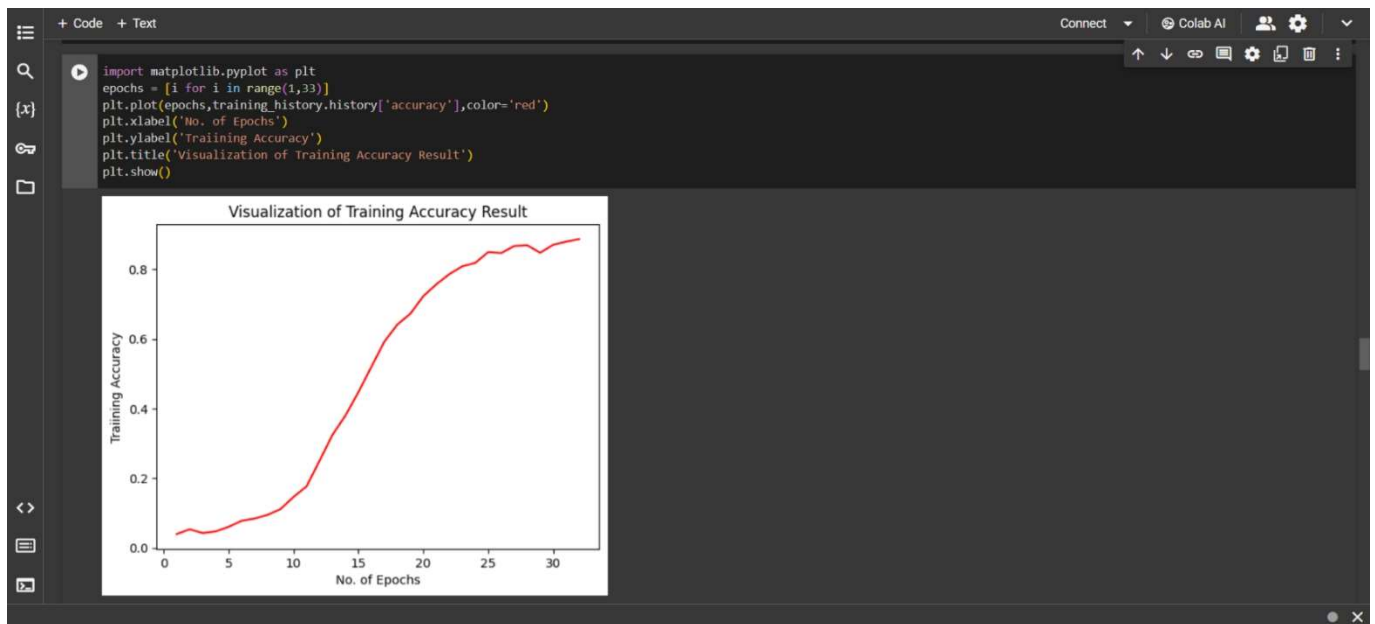 + Code + Text
Connect
Colab AI
{x}
import matplotlib.pyplot as plt
epochs = [i for i in range(1,33)]
plt.plot(epochs,training_history.history['accuracy'],color='red')
plt.xlabel('No. of Epochs')
plt.ylabel('Traiining Accuracy')
plt.title('Visualization of Training Accuracy Result')
plt.show()
Visualization of Training Accuracy Result
Traiining Accuracy
0.8
0.6
0.4
0.2
0.0
0 5 10 15 20 25 30
No. of Epochs